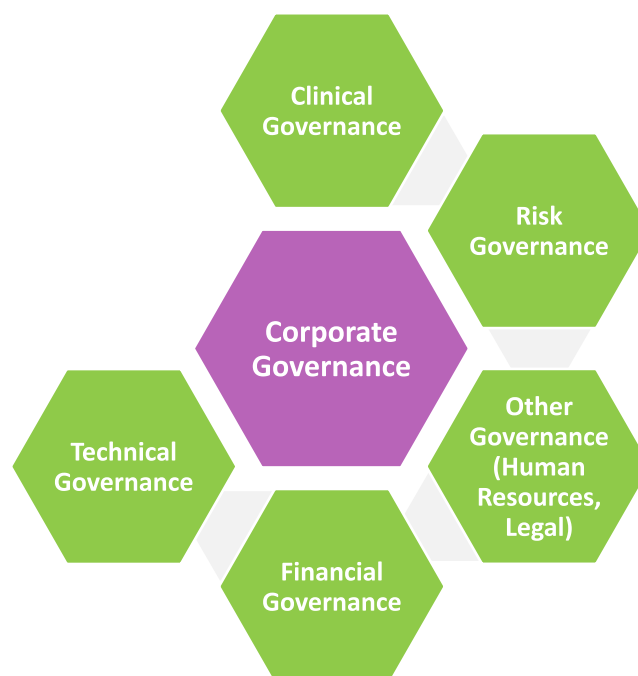 Clinical
Governance
Risk
Governance
Corporate
Governance
Other
Governance
(Human
Resources,
Legal)
Technical
Governance
Financial
Governance